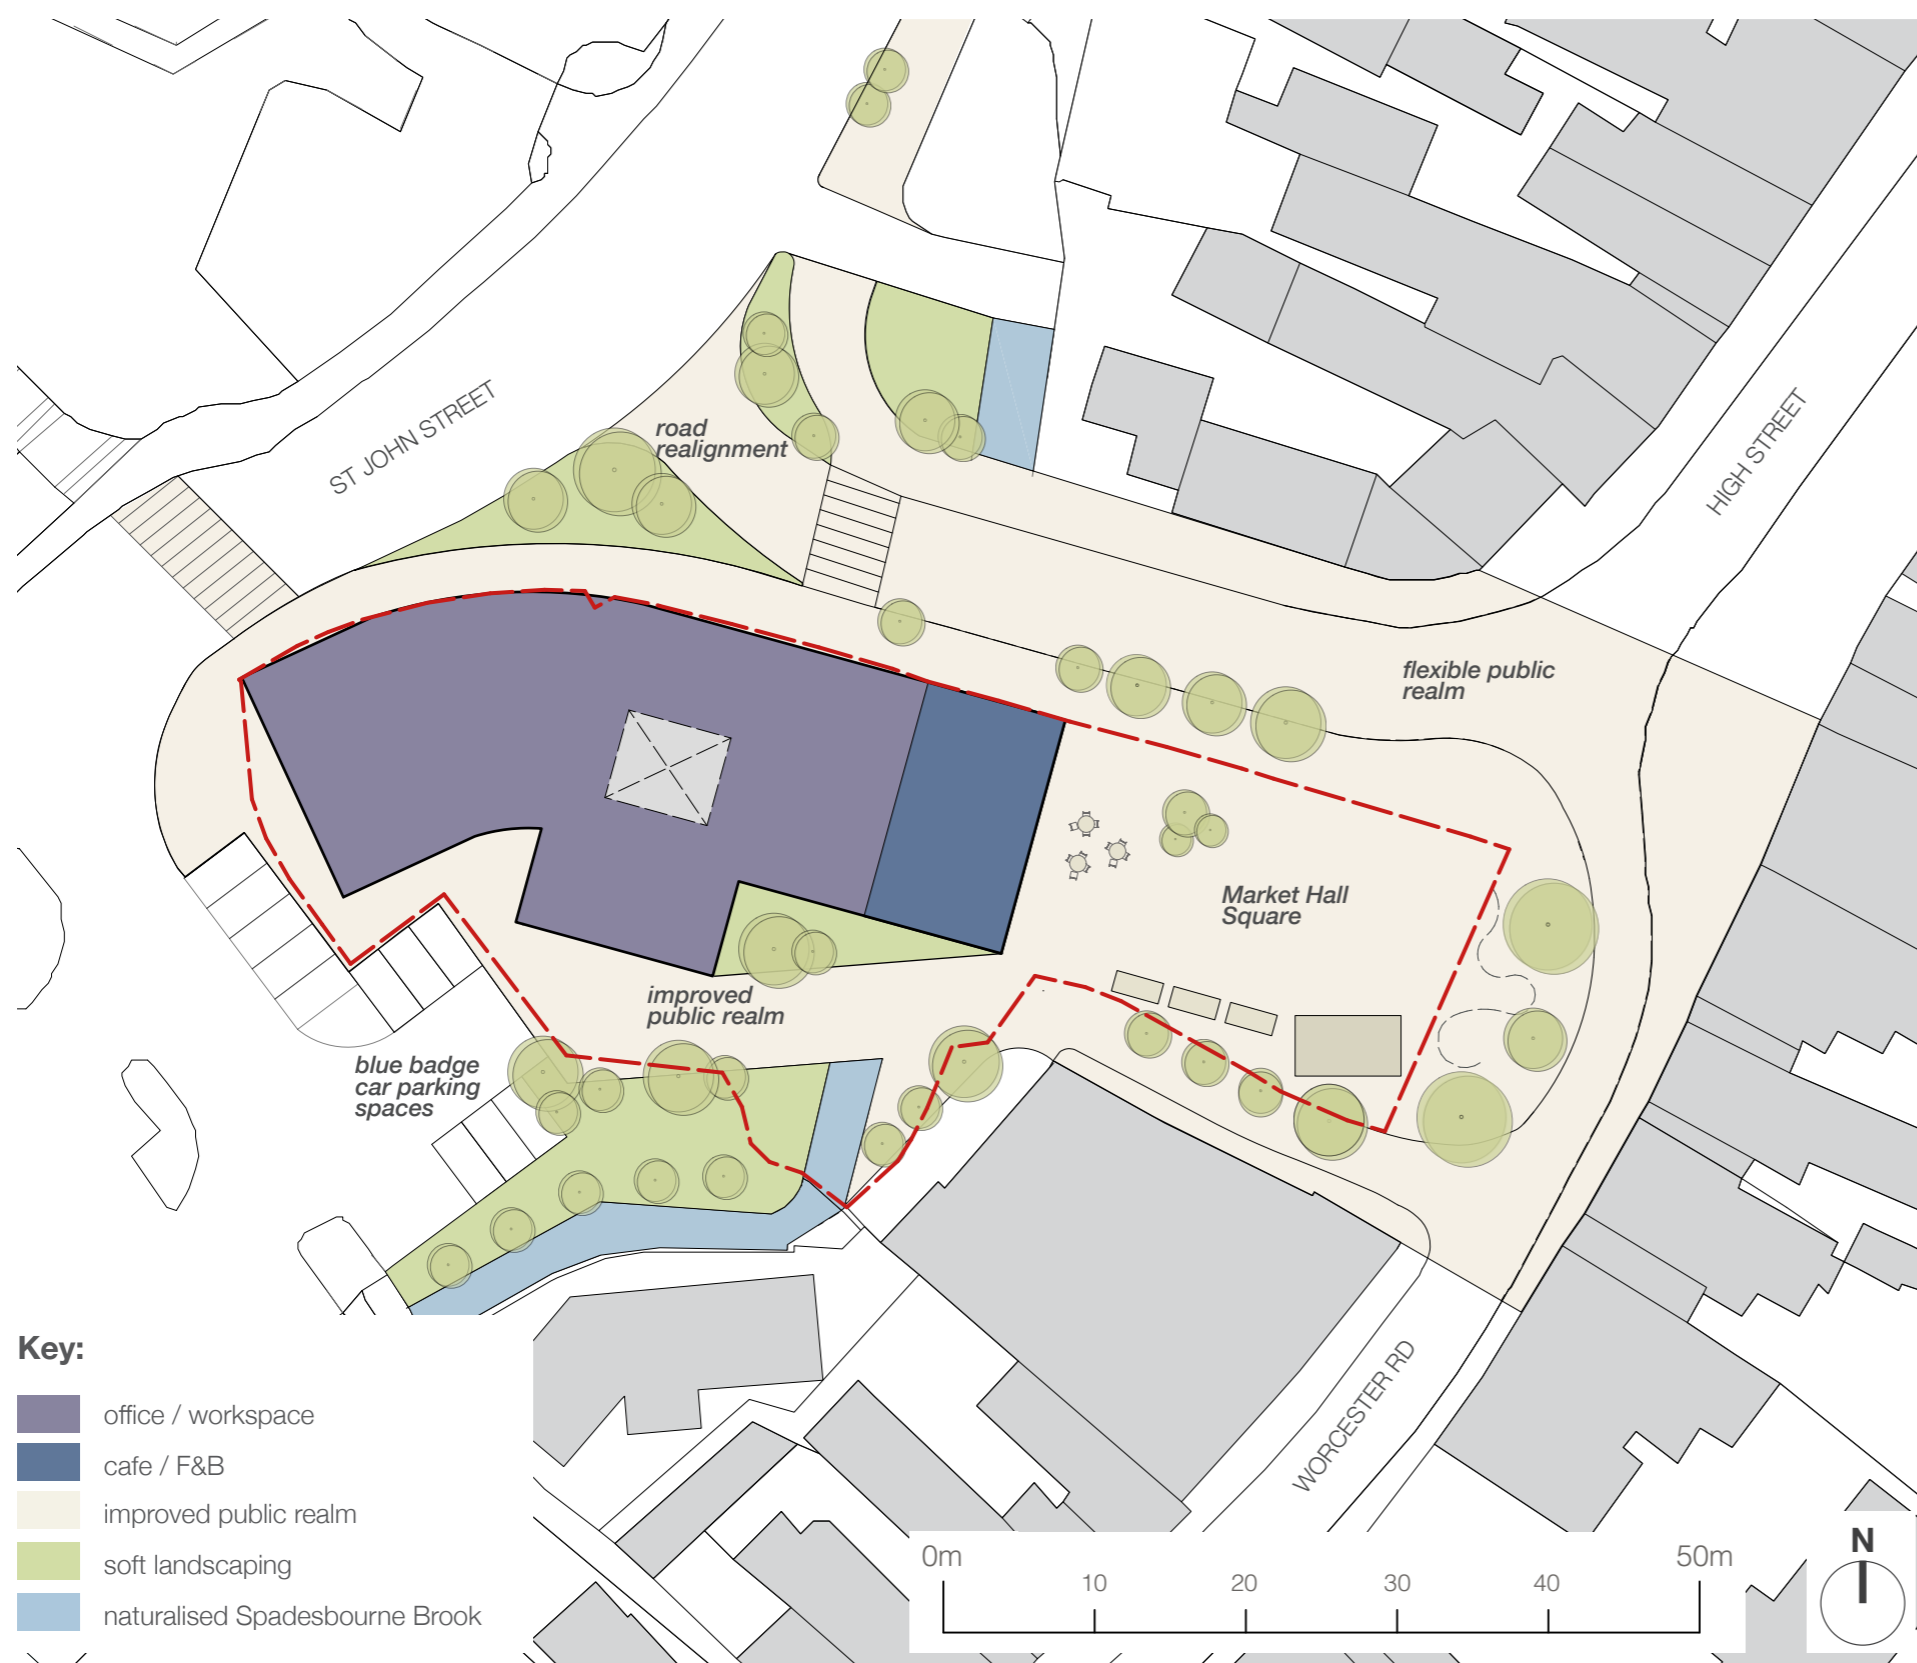 ST JOHN STREET
road
realignment
HIGH STREET
flexible public
realm
Market Hall
Square
improved
public realm
blue badge
car parking
spaces
WORCESTER RD
Key:
office / workspace
cafe / F&B
improved public realm
soft landscaping
naturalised Spadesbourne Brook
0m
10
20
30
40
50m
N